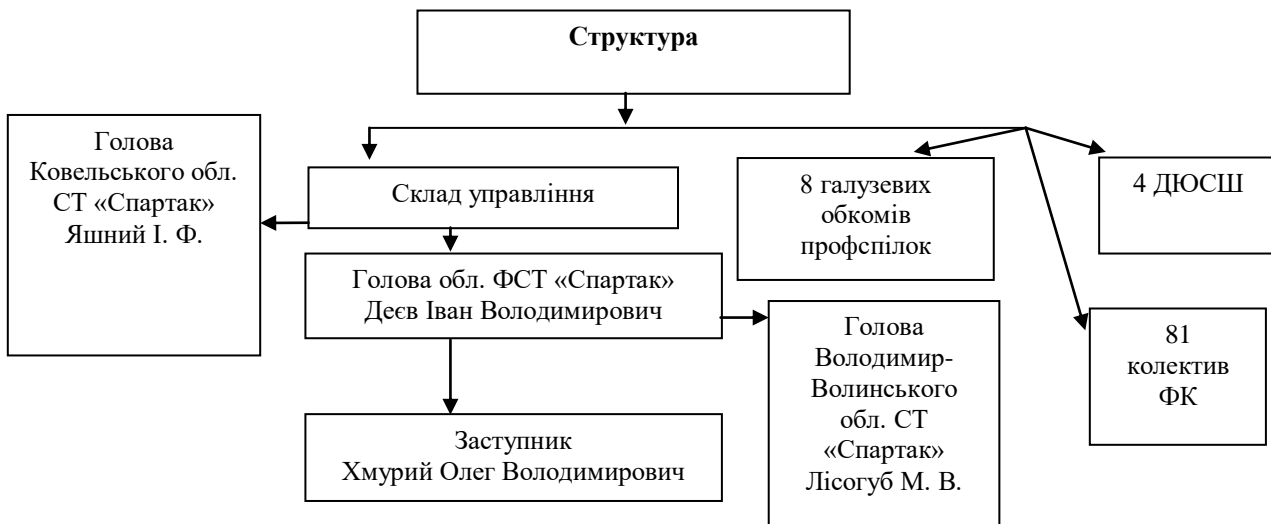 Структура
Голова
Ковельського обл.
СТ «Спартак»
Яшний І. Ф.
Склад управління
8 галузевих
обкомів
профспілок
4 ДЮСШ
Голова обл. ФСТ «Спартак»
Деєв Іван Володимирович
Голова
Володимир-
Волинського
обл. СТ
«Спартак»
Лісогуб М. В.
81
колектив
ФК
Заступник
Хмурий Олег Володимирович